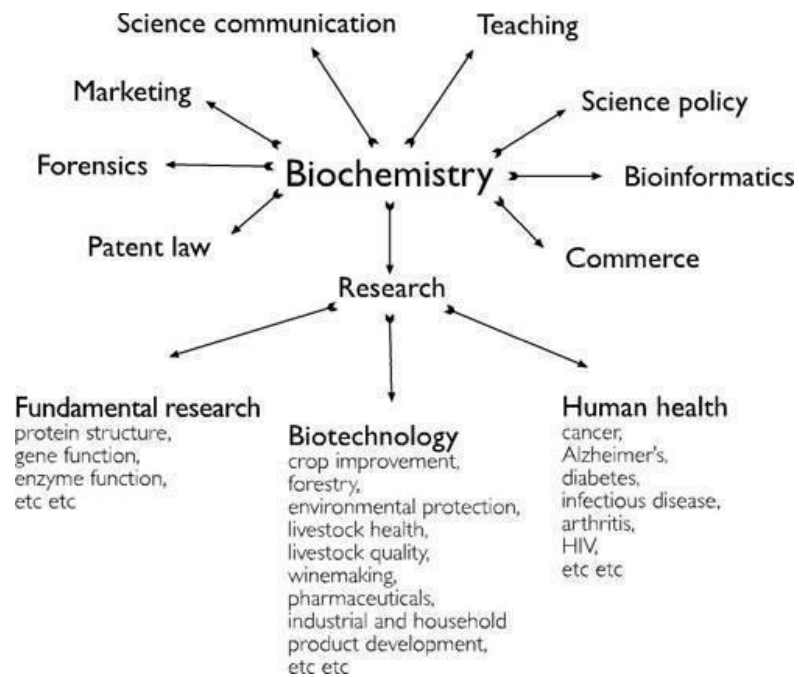 Science communication
Teaching
Marketing
Science policy
Forensics
Biochemistry
Bioinformatics
Patent law
Commerce
Research
Fundamental research
protein structure,
gene function,
enzyme function,
etc etc
Biotechnology
crop improvement,
forestry,
environmental protection,
livestock health,
livestock quality,
winemaking,
pharmaceuticals,
industrial and household
product development,
etc etc
Human health
cancer,
Alzheimer's,
diabetes,
infectious disease,
arthritis,
HIV,
etc etc